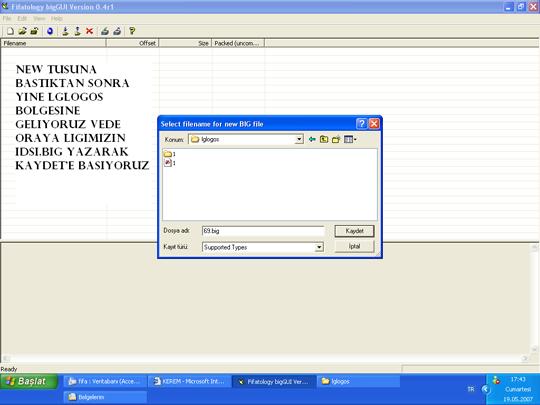 Fifatology bigGUI Version 0.4r1
File Edit View Help
Filename Offset Size Packed (uncom...
NEW TUSUNA
BASTIKTAN SONRA
YINE LGLOGOS
BOLGESINE
GELIYORUZ VEDE
ORAYA LIGIMIZIN
IDSI.BIG YAZARAK
KAYDET'E BASIYORUZ
Select filename for new BIG file
Konum: lglogos
1
1
Dosya adı: 69.big Kaydet
Kayıt türü: Supported Types İptal
Ready
Başlat fifa : Veritabanı (Acce... KEREM - Microsoft Int... Fifatology bigGUI Ver... lglogos
Belgelerim
TR
17:43
Cumartesi
19.05.2007